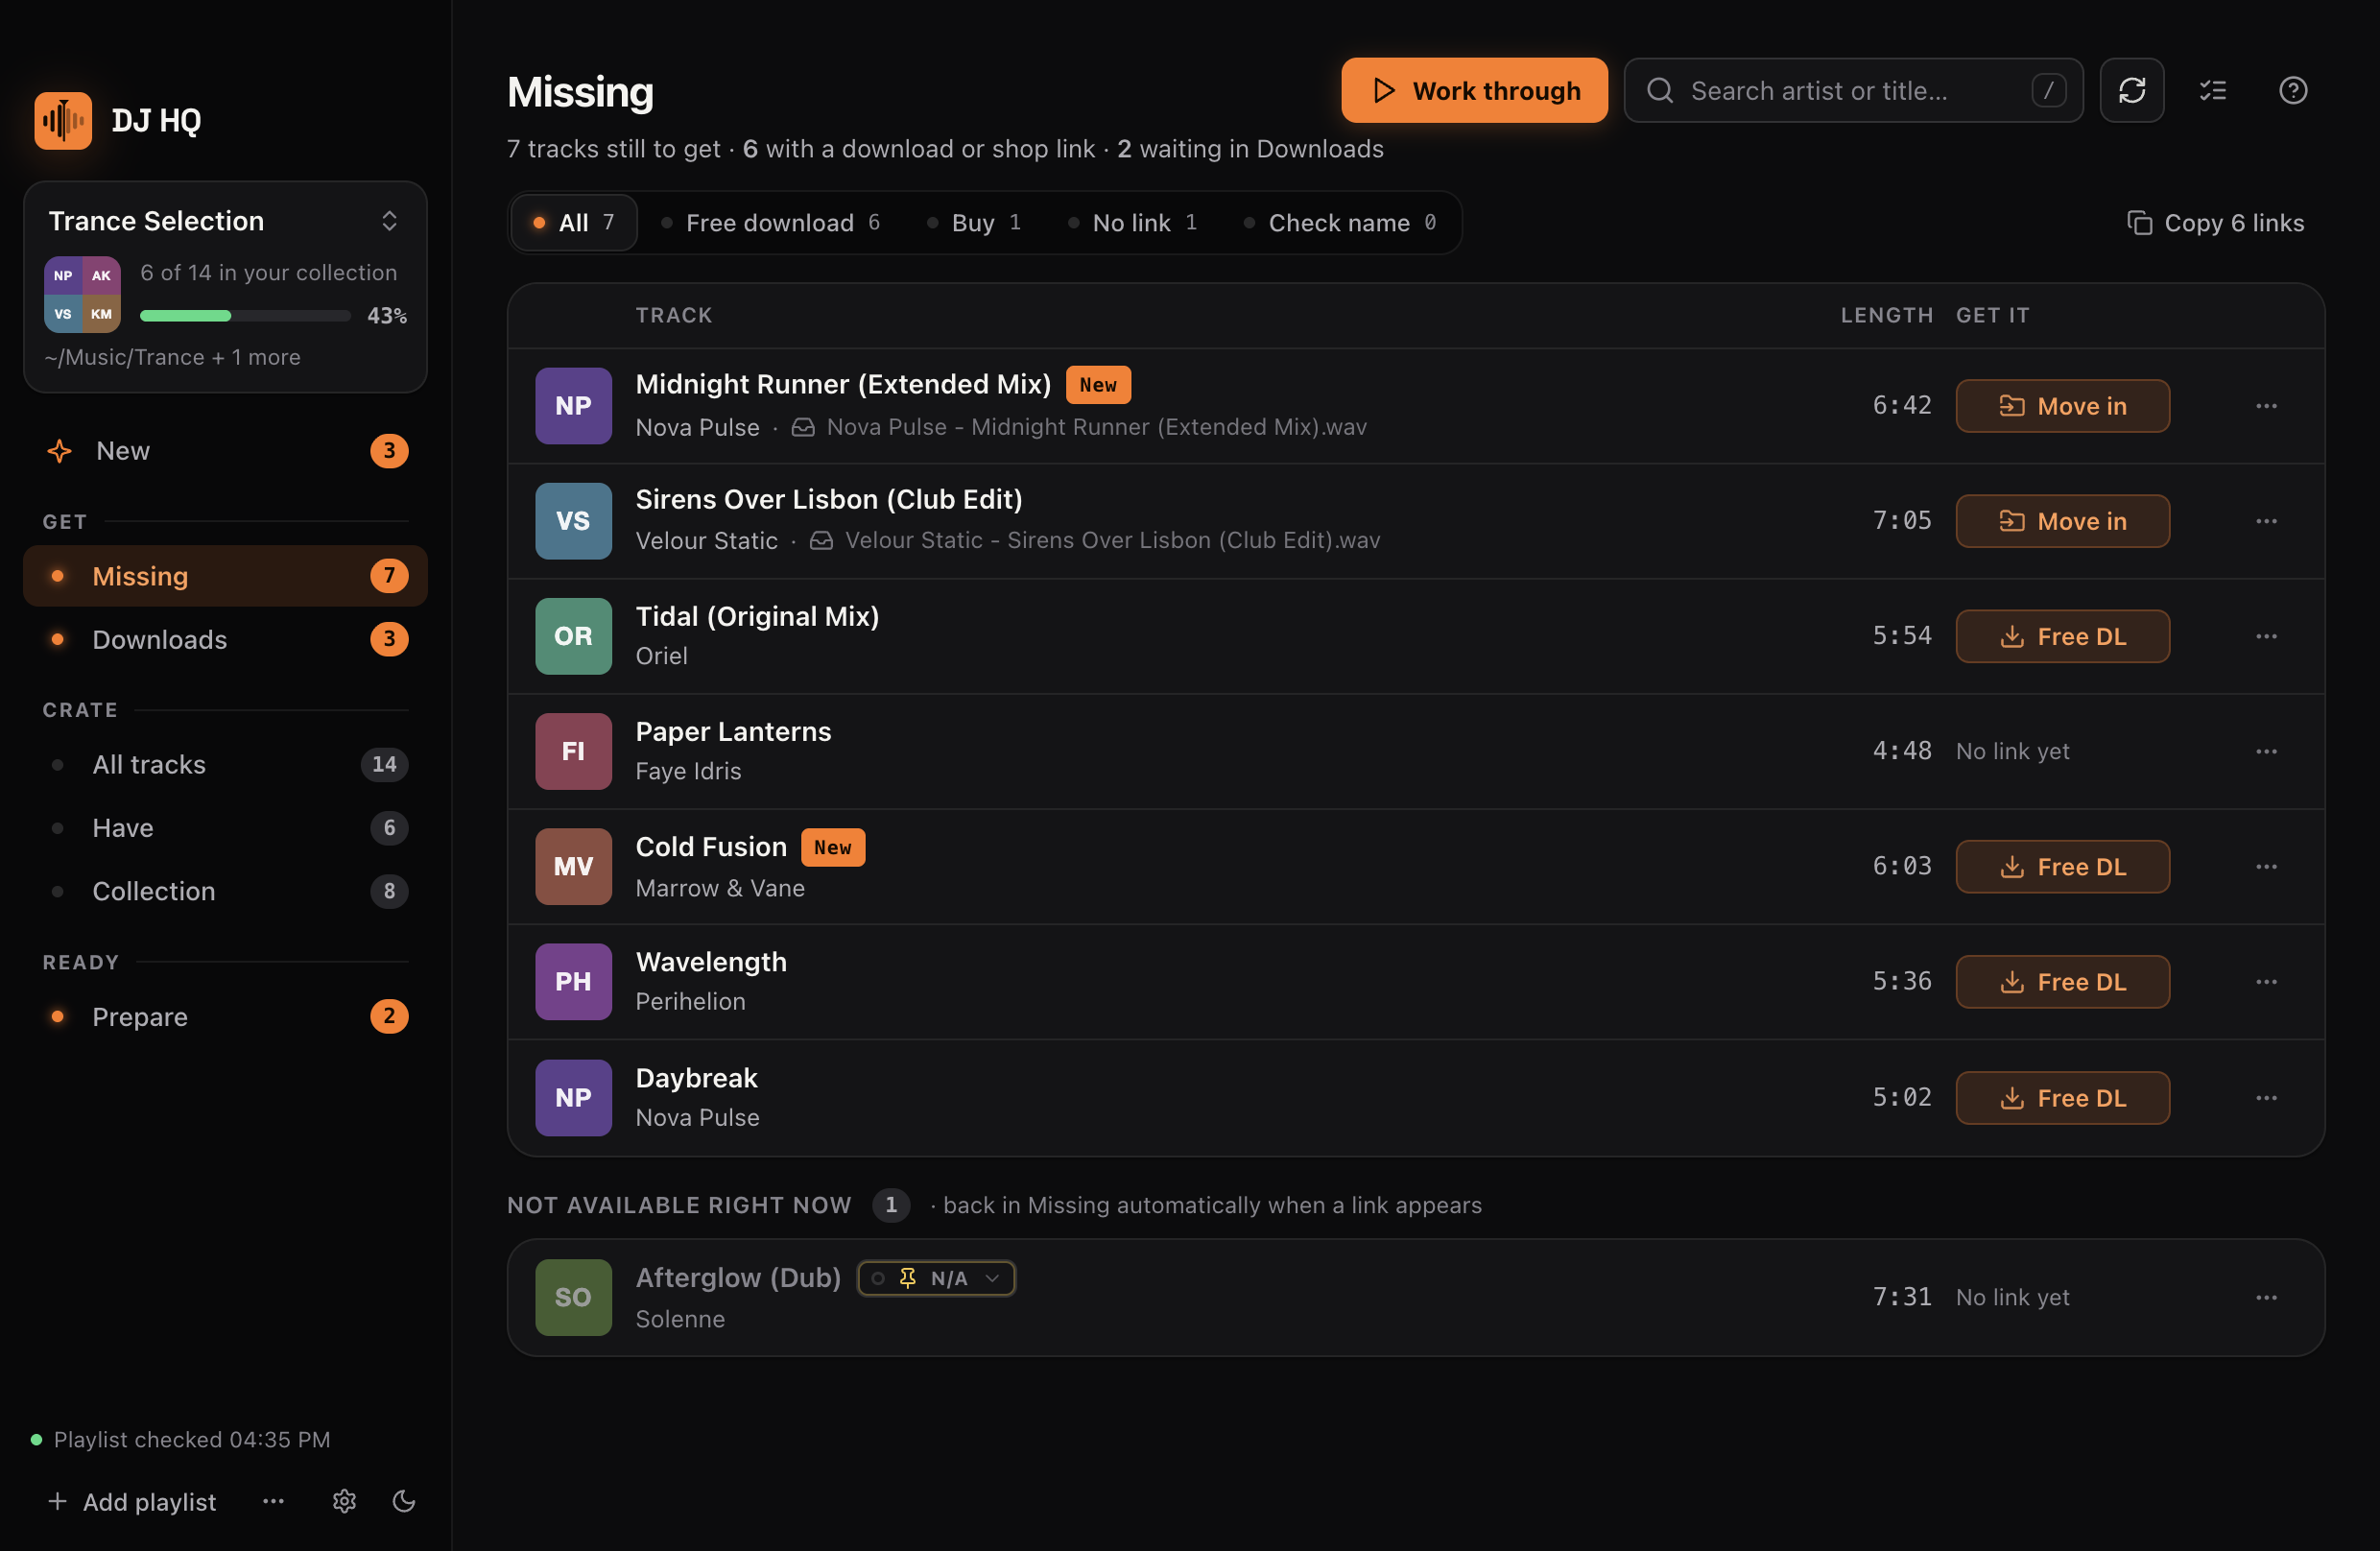 DJ HQ
Trance Selection
NP AK
VS KM
6 of 14 in your collection
43%
~/Music/Trance + 1 more
New 3
GET
Missing 7
Downloads 3
CRATE
All tracks 14
Have 6
Collection 8
READY
Prepare 2
Playlist checked 04:35 PM
Add playlist
Missing
Work through
Search artist or title... /
7 tracks still to get · 6 with a download or shop link · 2 waiting in Downloads
All 7 Free download 6 Buy 1 No link 1 Check name 0
Copy 6 links
TRACK LENGTH GET IT
NP
Midnight Runner (Extended Mix) New
Nova Pulse · Nova Pulse - Midnight Runner (Extended Mix).wav
6:42 Move in
VS
Sirens Over Lisbon (Club Edit)
Velour Static · Velour Static - Sirens Over Lisbon (Club Edit).wav
7:05 Move in
OR
Tidal (Original Mix)
Oriel
5:54 Free DL
FI
Paper Lanterns
Faye Idris
4:48 No link yet
MV
Cold Fusion New
Marrow & Vane
6:03 Free DL
PH
Wavelength
Perihelion
5:36 Free DL
NP
Daybreak
Nova Pulse
5:02 Free DL
NOT AVAILABLE RIGHT NOW 1 · back in Missing automatically when a link appears
SO
Afterglow (Dub) N/A
Solenne
7:31 No link yet